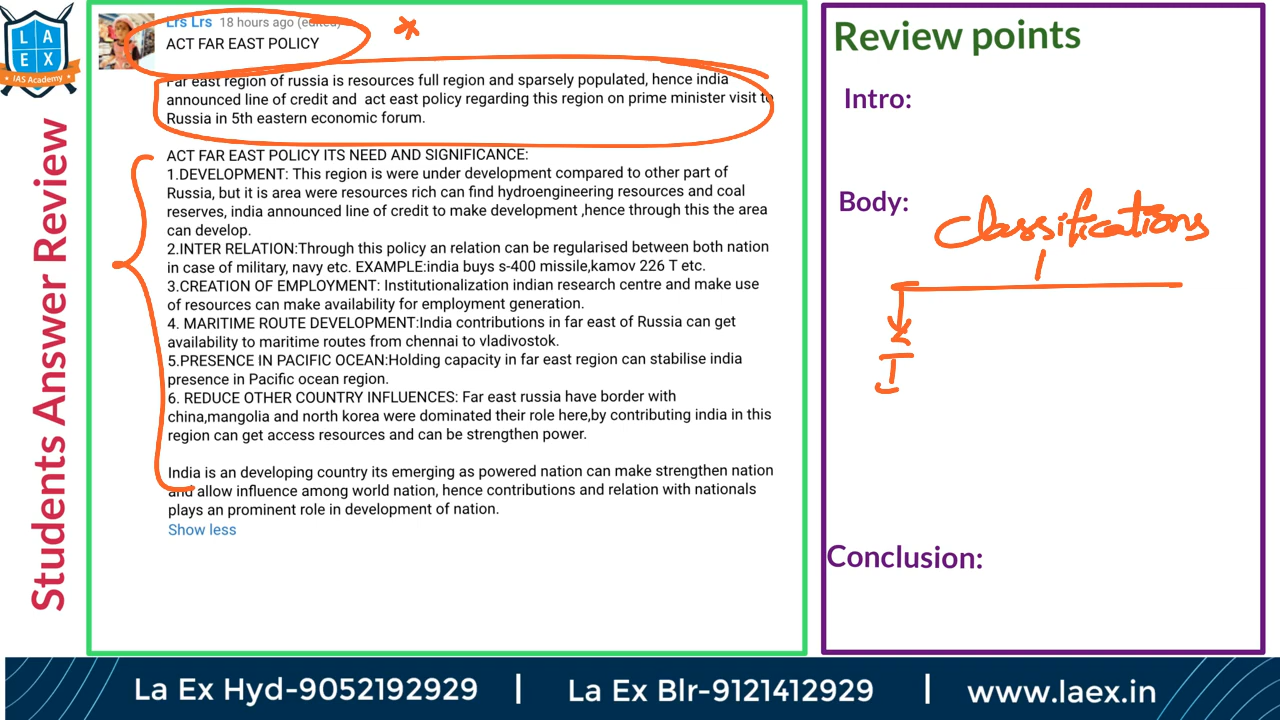 LA
EX
IAS Academy
Students Answer Review
Lrs Lrs 18 hours ago (edited)
ACT FAR EAST POLICY
Far east region of russia is resources full region and sparsely populated, hence india
announced line of credit and act east policy regarding this region on prime minister visit to
Russia in 5th eastern economic forum.
ACT FAR EAST POLICY ITS NEED AND SIGNIFICANCE:
1.DEVELOPMENT: This region is were under development compared to other part of
Russia, but it is area were resources rich can find hydroengineering resources and coal
reserves, india announced line of credit to make development ,hence through this the area
can develop.
2.INTER RELATION:Through this policy an relation can be regularised between both nation
in case of military, navy etc. EXAMPLE:india buys s-400 missile,kamov 226 T etc.
3.CREATION OF EMPLOYMENT: Institutionalization indian research centre and make use
of resources can make availability for employment generation.
4. MARITIME ROUTE DEVELOPMENT:India contributions in far east of Russia can get
availability to maritime routes from chennai to vladivostok.
5.PRESENCE IN PACIFIC OCEAN:Holding capacity in far east region can stabilise india
presence in Pacific ocean region.
6. REDUCE OTHER COUNTRY INFLUENCES: Far east russia have border with
china,mangolia and north korea were dominated their role here,by contributing india in this
region can get access resources and can be strengthen power.
India is an developing country its emerging as powered nation can make strengthen nation
and allow influence among world nation, hence contributions and relation with nationals
plays an prominent role in development of nation.
Show less
Review points
Intro:
Body:
classifications
Conclusion:
La Ex Hyd-9052192929 | La Ex Blr-9121412929 | www.laex.in